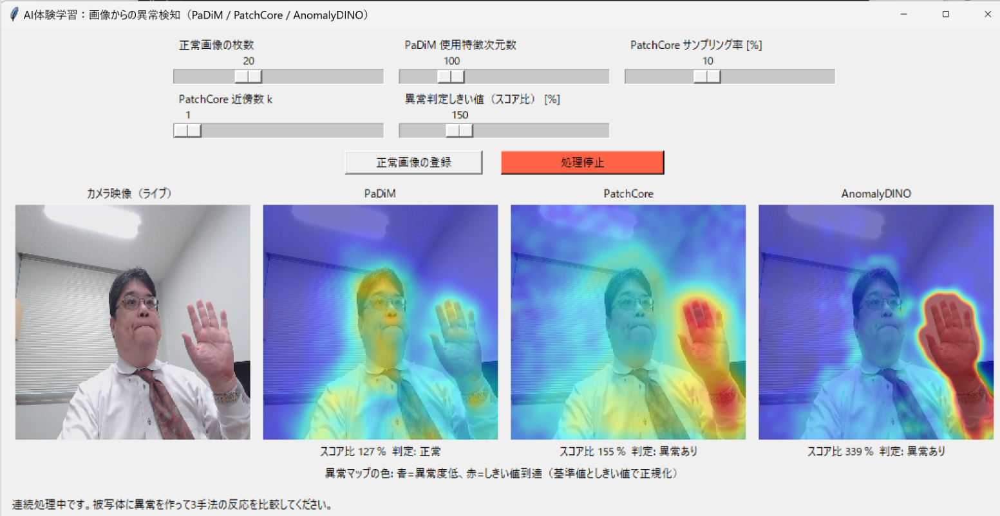 AI体験学習：画像からの異常検知（PaDiM / PatchCore / AnomalyDINO）
正常画像の枚数
20
PaDiM 使用特徴次元数
100
PatchCore サンプリング率 [%]
10
PatchCore 近傍数 k
1
異常判定しきい値（スコア比） [%]
150
正常画像の登録
処理停止
カメラ映像（ライブ）
PaDiM
PatchCore
AnomalyDINO
スコア比 127 % 判定: 正常
スコア比 155 % 判定: 異常あり
スコア比 339 % 判定: 異常あり
異常マップの色: 青=異常度低、赤=しきい値到達（基準値としきい値で正規化）
連続処理中です。被写体に異常を作って3手法の反応を比較してください。